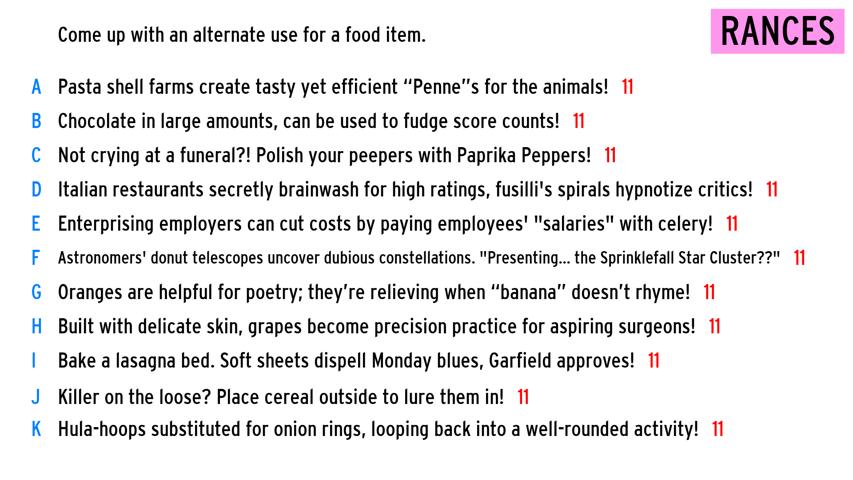 Come up with an alternate use for a food item.
RANCES
A Pasta shell farms create tasty yet efficient “Penne”s for the animals! 11
B Chocolate in large amounts, can be used to fudge score counts! 11
C Not crying at a funeral?! Polish your peepers with Paprika Peppers! 11
D Italian restaurants secretly brainwash for high ratings, fusilli's spirals hypnotize critics! 11
E Enterprising employers can cut costs by paying employees' "salaries" with celery! 11
F Astronomers' donut telescopes uncover dubious constellations. "Presenting... the Sprinklefall Star Cluster??" 11
G Oranges are helpful for poetry; they’re relieving when “banana” doesn’t rhyme! 11
H Built with delicate skin, grapes become precision practice for aspiring surgeons! 11
I Bake a lasagna bed. Soft sheets dispell Monday blues, Garfield approves! 11
J Killer on the loose? Place cereal outside to lure them in! 11
K Hula-hoops substituted for onion rings, looping back into a well-rounded activity! 11